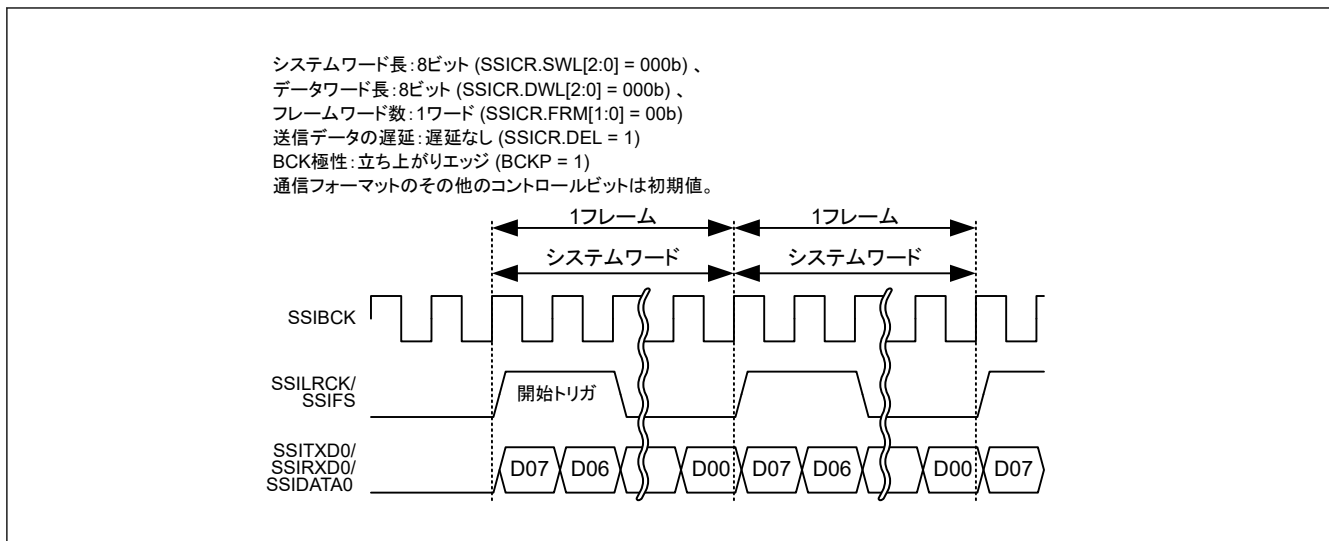 システムワード長:8ビット (SSICR.SWL[2:0] = 000b) 、
データワード長:8ビット (SSICR.DWL[2:0] = 000b) 、
フレームワード数:1ワード (SSICR.FRM[1:0] = 00b)
送信データの遅延:遅延なし (SSICR.DEL = 1)
BCK極性:立ち上がりエッジ (BCKP = 1)
通信フォーマットのその他のコントロールビットは初期値。
1フレーム 1フレーム
システムワード システムワード
SSIBCK
SSILRCK/
SSIFS
開始トリガ
SSITXD0/
SSIRXD0/
SSIDATA0
D07 D06 D00 D07 D06 D00 D07